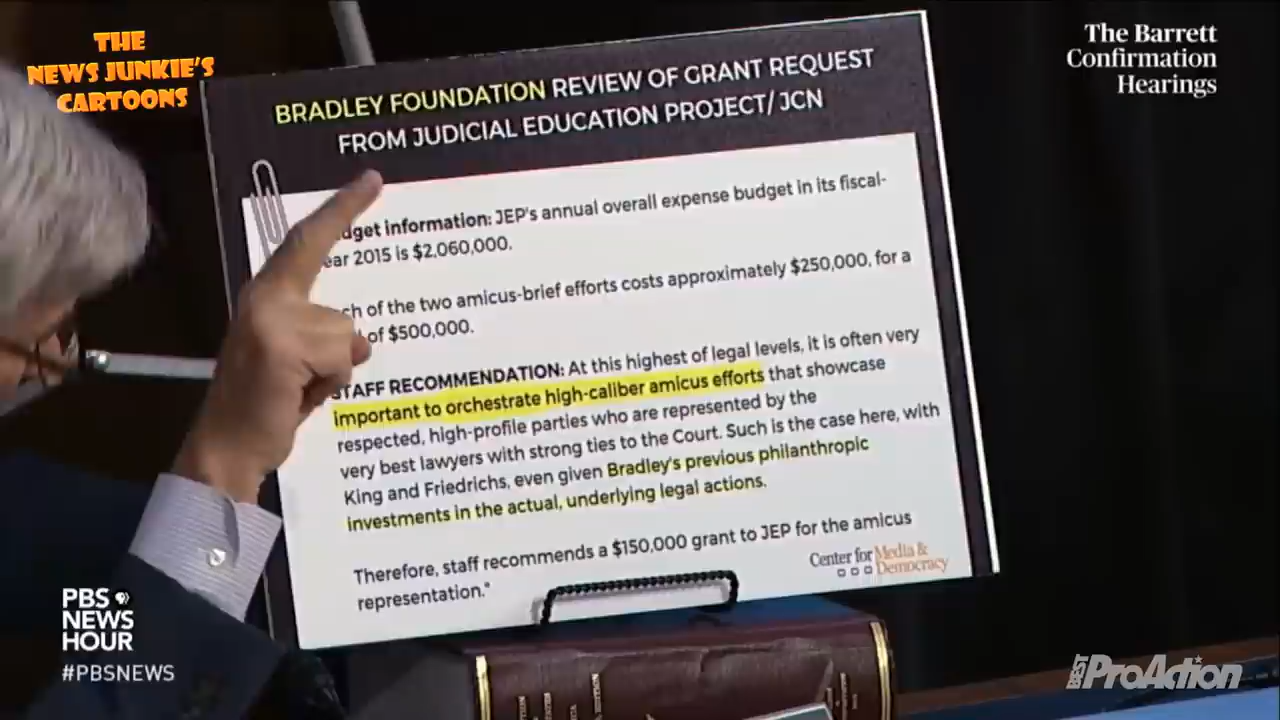 THE
NEWS JUNKIE'S
CARTOONS
The Barrett
Confirmation
Hearings
BRADLEY FOUNDATION REVIEW OF GRANT REQUEST
FROM JUDICIAL EDUCATION PROJECT/ JCN
dget information: JEP's annual overall expense budget in its fiscal-
ear 2015 is $2,060,000.
ch of the two amicus-brief efforts costs approximately $250,000, for a
of $500,000.
STAFF RECOMMENDATION: At this highest of legal levels, it is often very
important to orchestrate high-caliber amicus efforts that showcase
respected, high-profile parties who are represented by the
very best lawyers with strong ties to the Court. Such is the case here, with
King and Friedrichs, even given Bradley's previous philanthropic
investments in the actual, underlying legal actions.
Therefore, staff recommends a $150,000 grant to JEP for the amicus
representation."
Center for Media &
Democracy
PBS
NEWS
HOUR
#PBSNEWS
ProAction